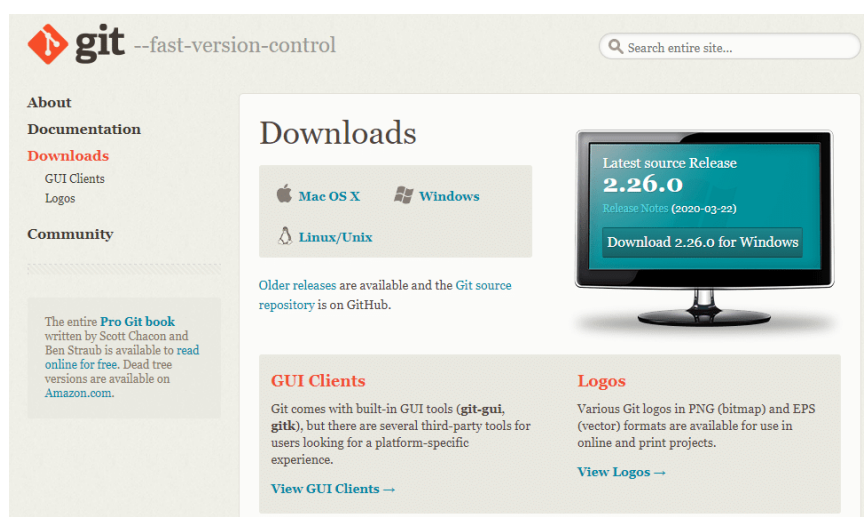 git --fast-version-control
Search entire site...
About
Documentation
Downloads
GUI Clients
Logos
Community
The entire Pro Git book
written by Scott Chacon and
Ben Straub is available to read
online for free. Dead tree
versions are available on
Amazon.com.
Downloads
Mac OS X
Windows
Linux/Unix
Older releases are available and the Git source
repository is on GitHub.
Latest source Release
2.26.0
Release Notes (2020-03-22)
Download 2.26.0 for Windows
GUI Clients
Git comes with built-in GUI tools (git-gui,
gitk), but there are several third-party tools for
users looking for a platform-specific
experience.
View GUI Clients →
Logos
Various Git logos in PNG (bitmap) and EPS
(vector) formats are available for use in
online and print projects.
View Logos →